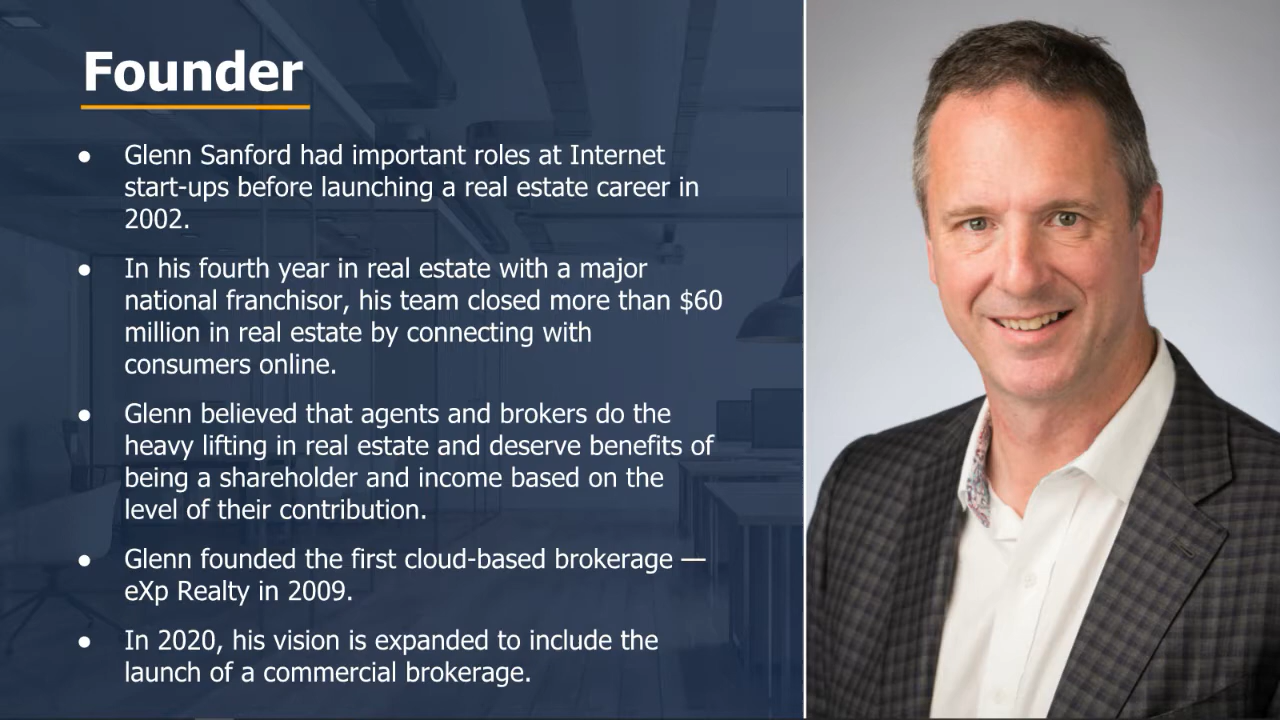 Founder
● Glenn Sanford had important roles at Internet
start-ups before launching a real estate career in
2002.
● In his fourth year in real estate with a major
national franchisor, his team closed more than $60
million in real estate by connecting with
consumers online.
● Glenn believed that agents and brokers do the
heavy lifting in real estate and deserve benefits of
being a shareholder and income based on the
level of their contribution.
● Glenn founded the first cloud-based brokerage —
eXp Realty in 2009.
● In 2020, his vision is expanded to include the
launch of a commercial brokerage.